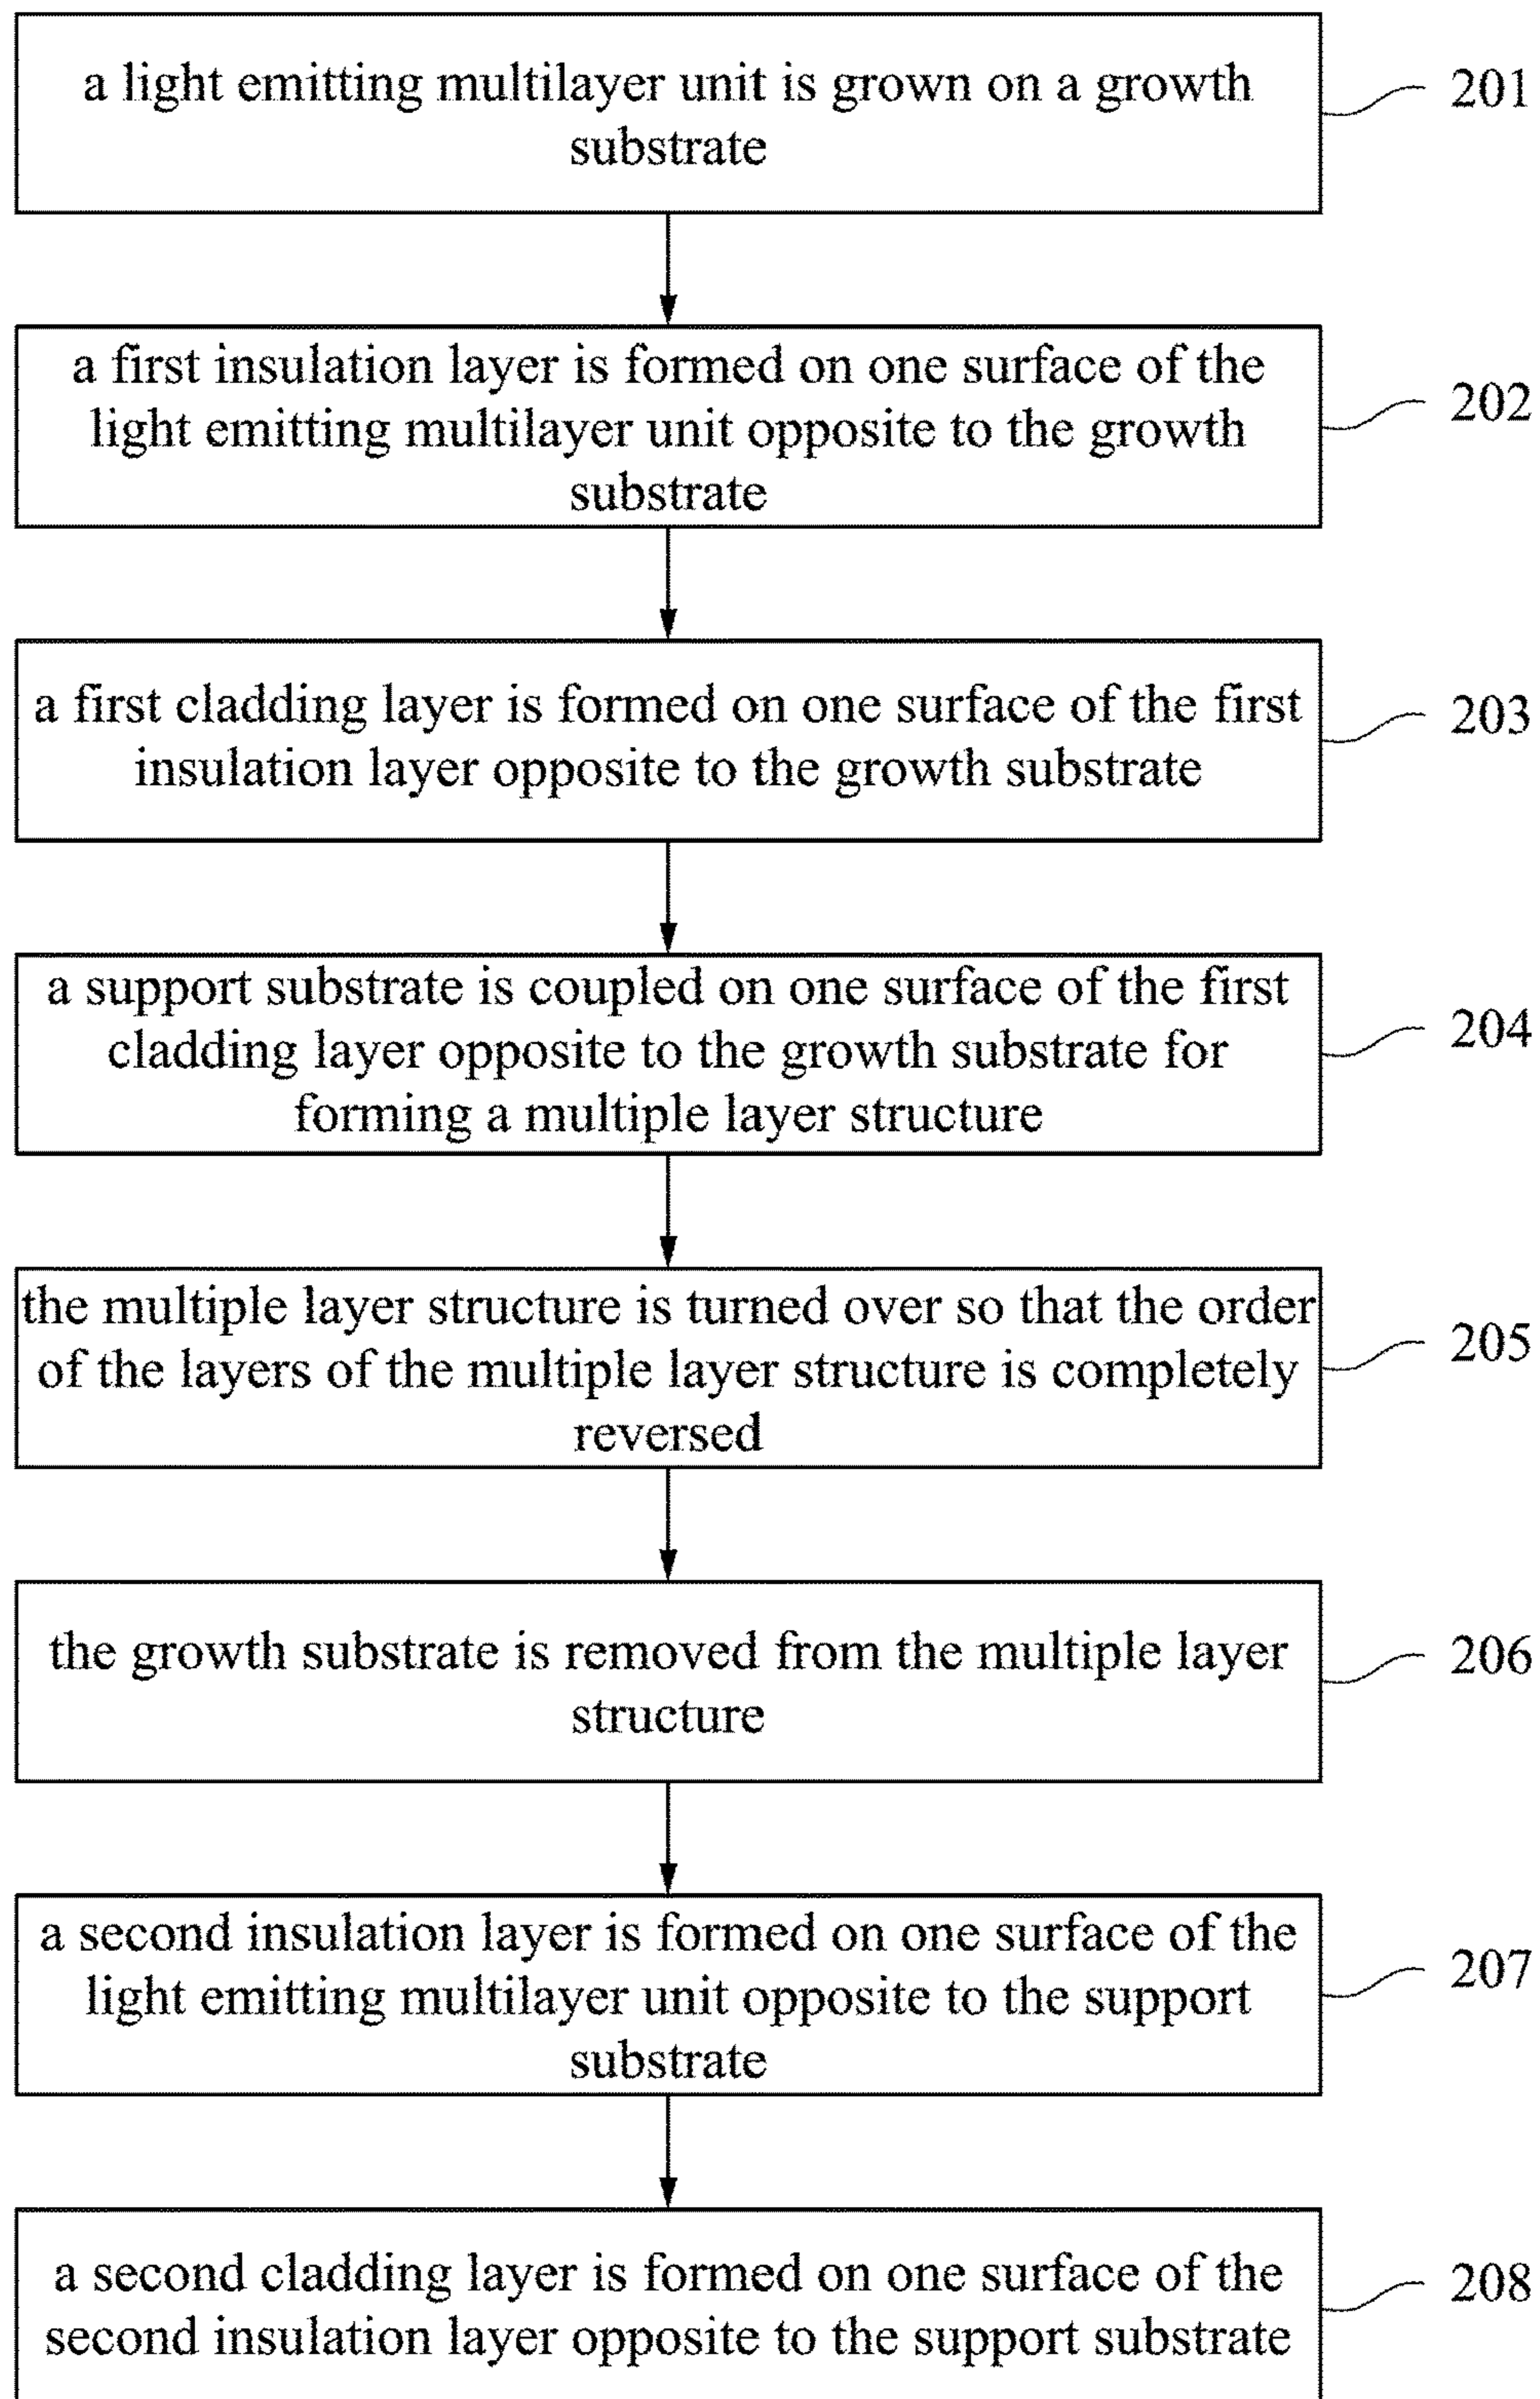 a light emitting multilayer unit is grown on a growth
substrate
201
a first insulation layer is formed on one surface of the
light emitting multilayer unit opposite to the growth
substrate
202
a first cladding layer is formed on one surface of the first
insulation layer opposite to the growth substrate
203
a support substrate is coupled on one surface of the first
cladding layer opposite to the growth substrate for
forming a multiple layer structure
204
the multiple layer structure is turned over so that the order
of the layers of the multiple layer structure is completely
reversed
205
the growth substrate is removed from the multiple layer
structure
206
a second insulation layer is formed on one surface of the
light emitting multilayer unit opposite to the support
substrate
207
a second cladding layer is formed on one surface of the
second insulation layer opposite to the support substrate
208